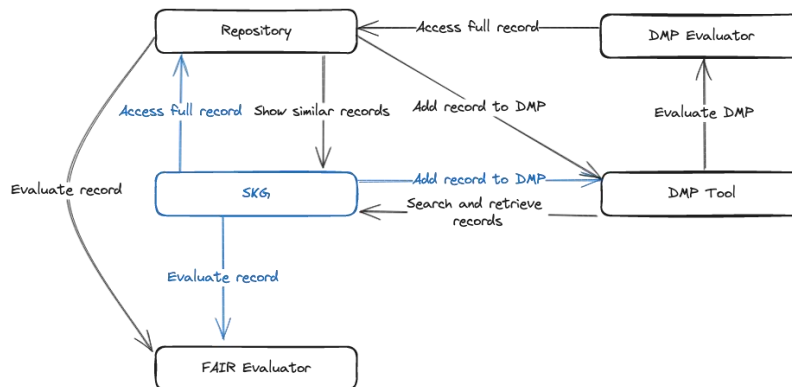 Repository
Access full record
DMP Evaluator
Access full record
Show similar records
Add record to DMP
Evaluate DMP
Evaluate record
SKG
Add record to DMP
DMP Tool
Search and retrieve
records
Evaluate record
FAIR Evaluator